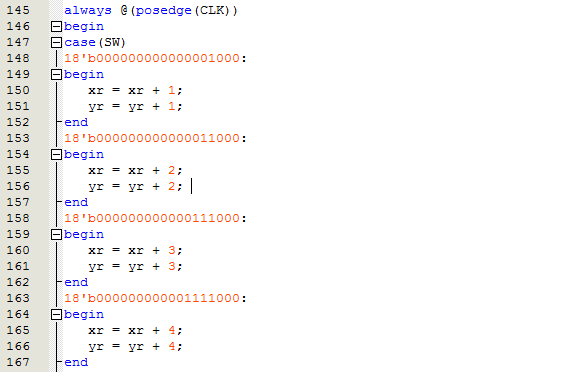 145 always @(posedge(CLK))
146 begin
147 case(SW)
148 18'b000000000000001000:
149 begin
150 xr = xr + 1;
151 yr = yr + 1;
152 end
153 18'b000000000000011000:
154 begin
155 xr = xr + 2;
156 yr = yr + 2;
157 end
158 18'b000000000000111000:
159 begin
160 xr = xr + 3;
161 yr = yr + 3;
162 end
163 18'b000000000001111000:
164 begin
165 xr = xr + 4;
166 yr = yr + 4;
167 end